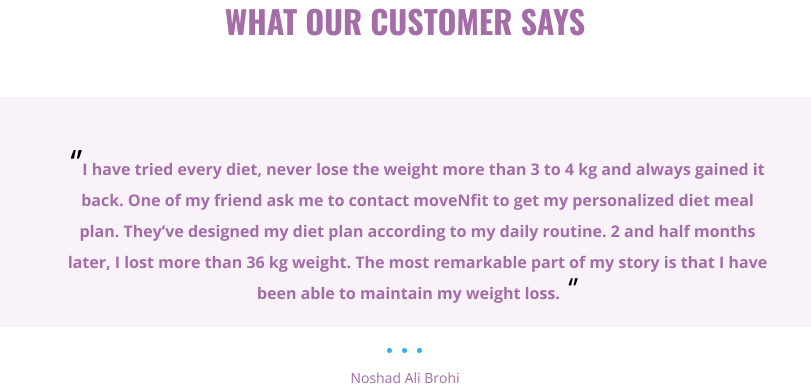 WHAT OUR CUSTOMER SAYS
“I have tried every diet, never lose the weight more than 3 to 4 kg and always gained it
back. One of my friend ask me to contact moveNfit to get my personalized diet meal
plan. They’ve designed my diet plan according to my daily routine. 2 and half months
later, I lost more than 36 kg weight. The most remarkable part of my story is that I have
been able to maintain my weight loss. “
Noshad Ali Brohi